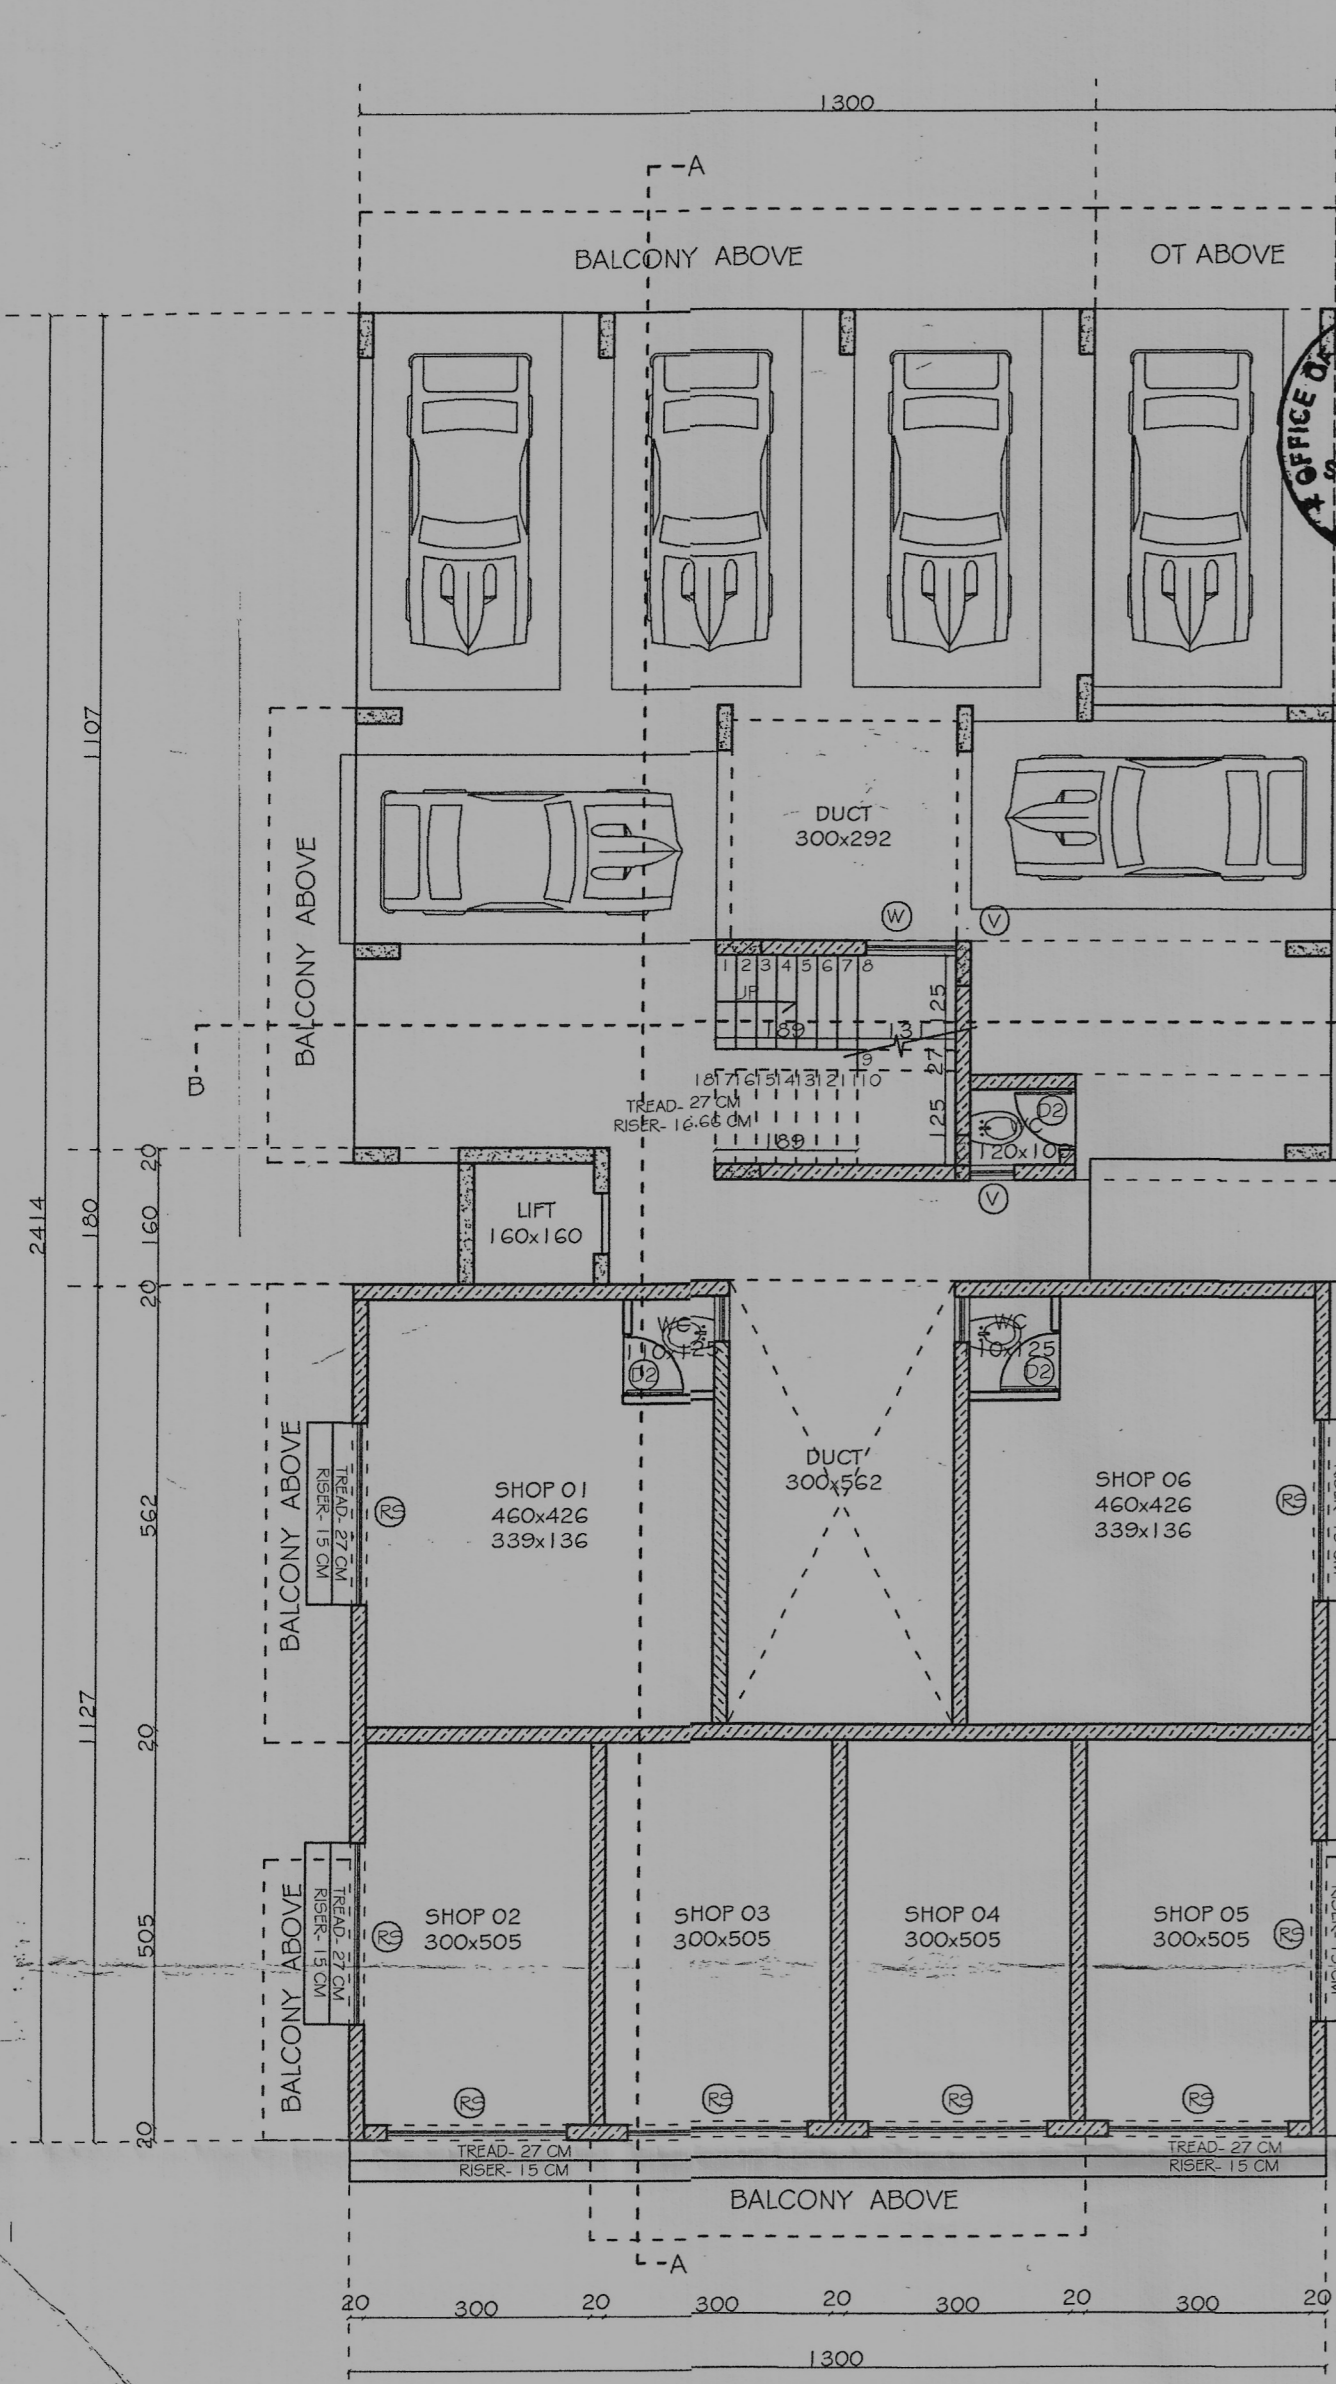 1300
A
BALCONY ABOVE
OT ABOVE
OFFICE
1107
BALCONY ABOVE
DUCT
300x292
W
V
1 2 3 4 5 6 7 8
UP
189
131
125
27
125
9
18 17 16 15 14 13 12 11 10
TREAD- 27 CM
RISER- 16.66 CM
189
B
D2
WC
120x100
V
20
180
160
2414
20
LIFT
160x160
WC
110x125
D2
WC
110x125
D2
DUCT
300x562
SHOP 01
460x426
339x136
SHOP 06
460x426
339x136
RS
RS
BALCONY ABOVE
TREAD- 27 CM
RISER- 15 CM
562
1127
20
505
20
BALCONY ABOVE
TREAD- 27 CM
RISER- 15 CM
RS
SHOP 02
300x505
SHOP 03
300x505
SHOP 04
300x505
SHOP 05
300x505
RS
RS
RS
RS
RS
TREAD- 27 CM
RISER- 15 CM
TREAD- 27 CM
RISER- 15 CM
BALCONY ABOVE
A
20 300 20 300 20 300 20 300 20
1300